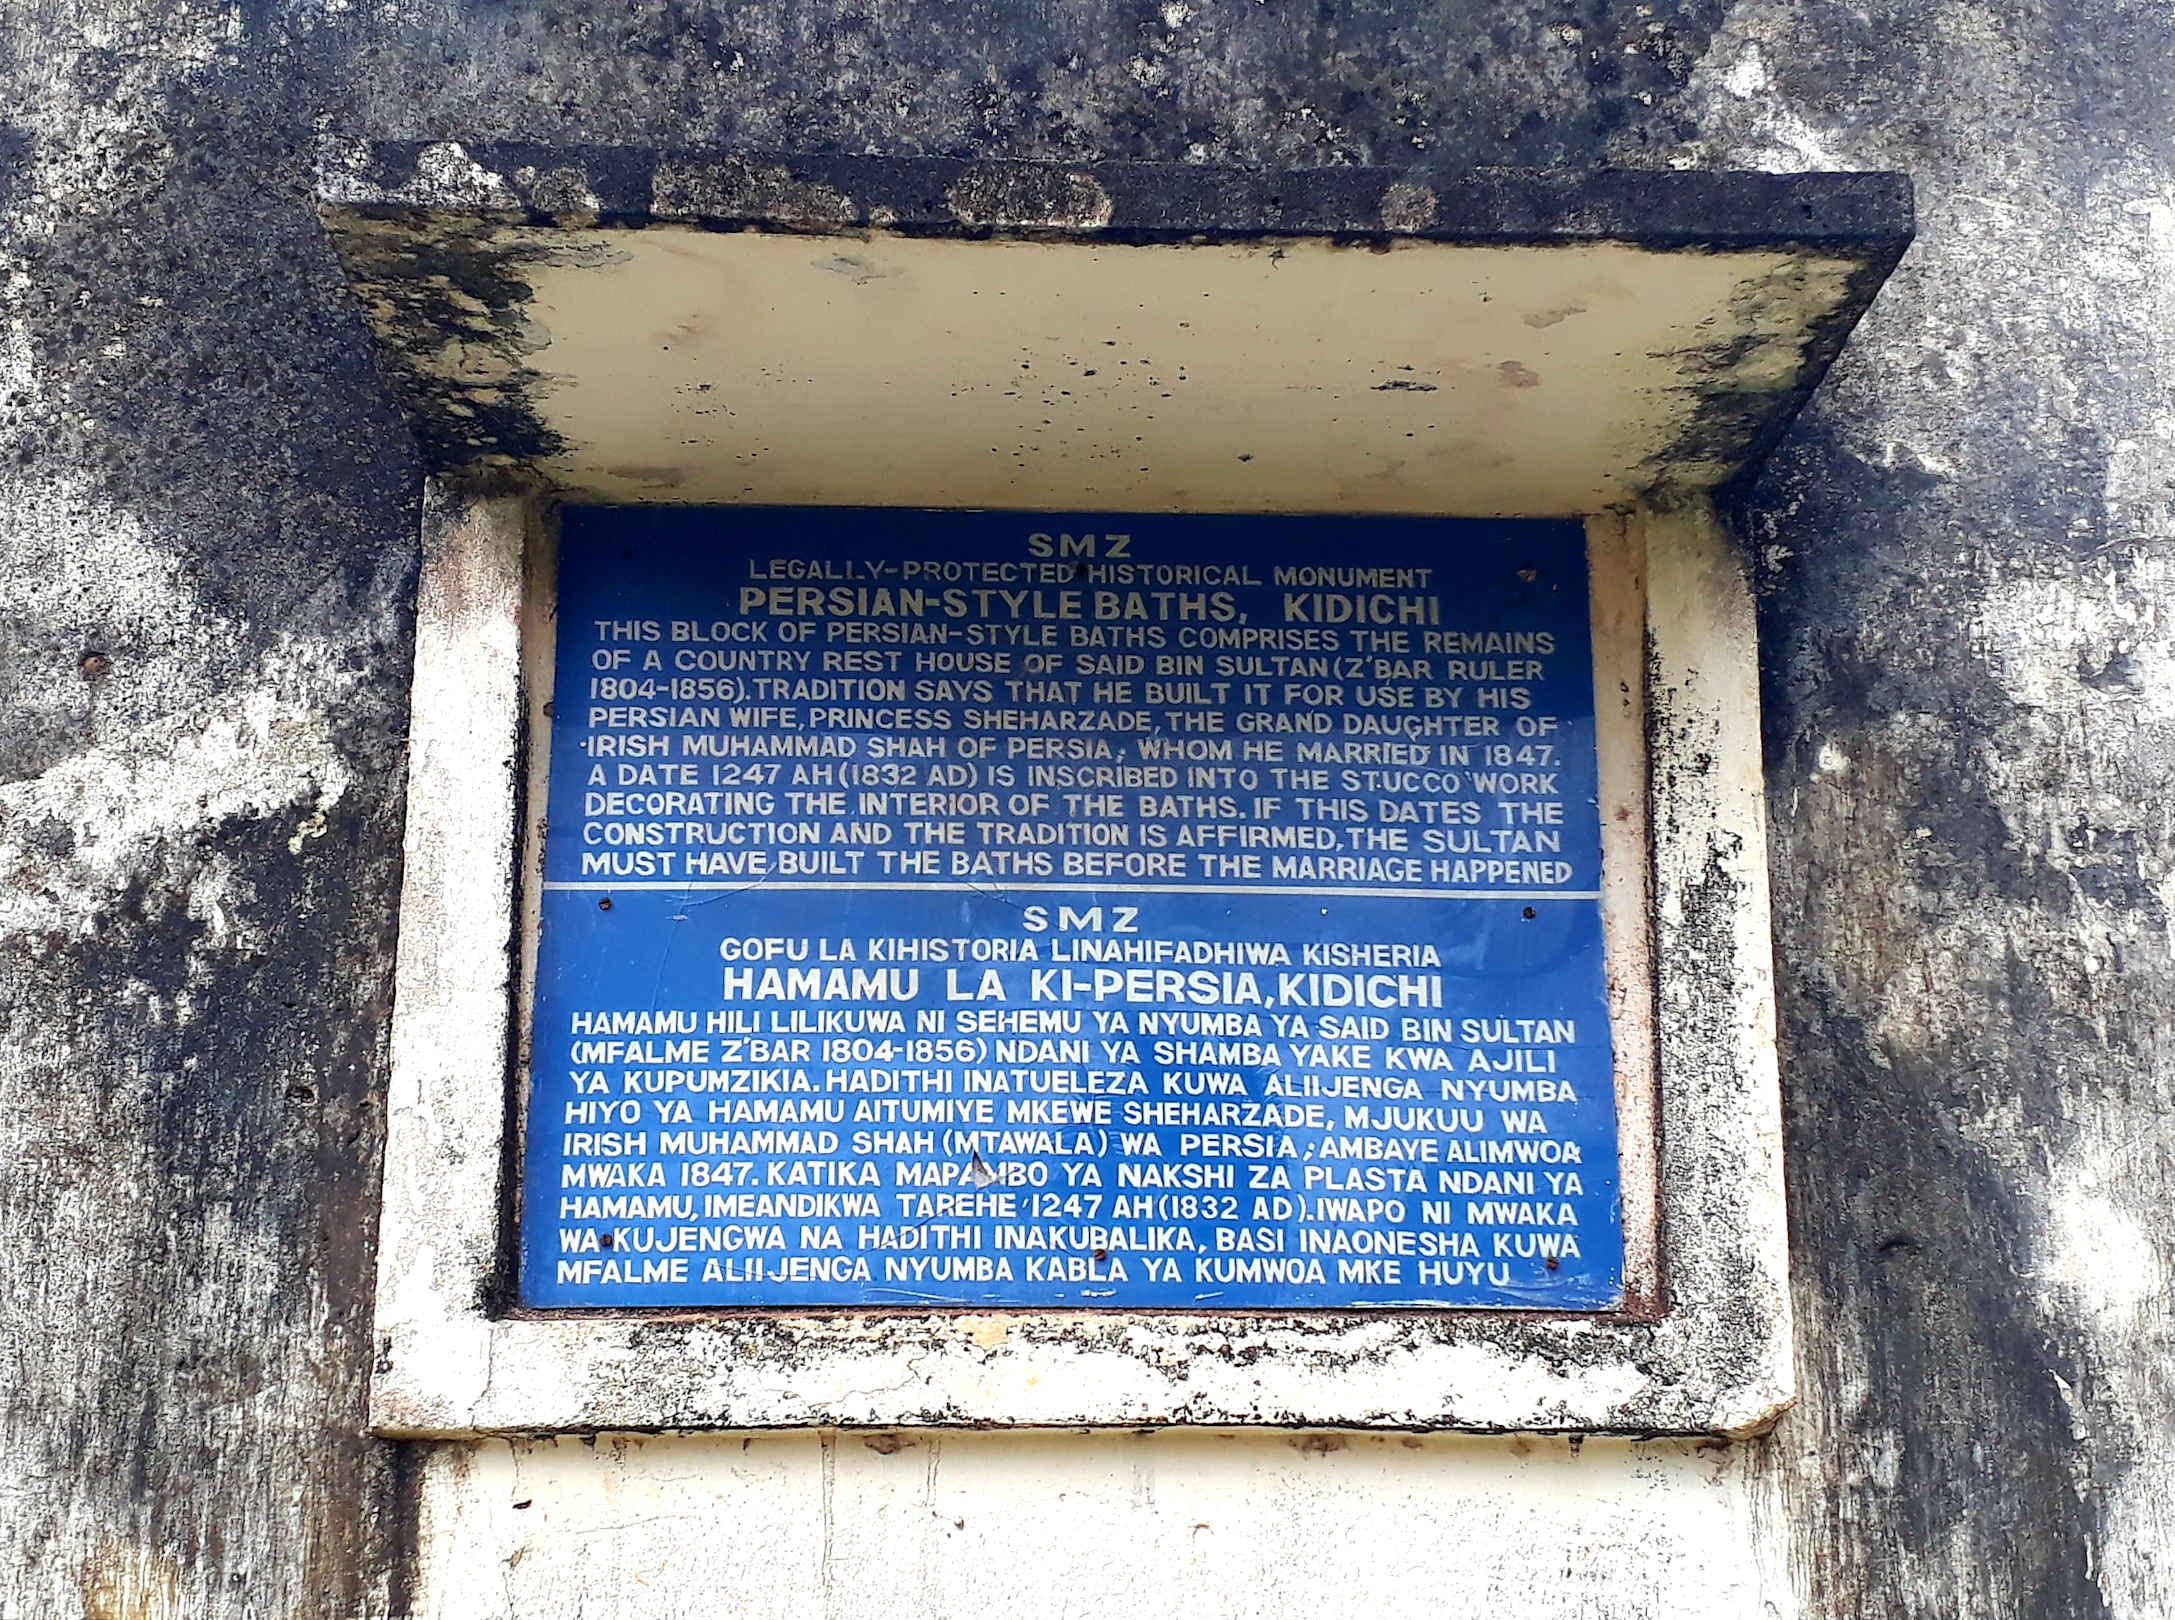 SMZ
LEGALLY-PROTECTED HISTORICAL MONUMENT
PERSIAN-STYLE BATHS, KIDICHI
THIS BLOCK OF PERSIAN-STYLE BATHS COMPRISES THE REMAINS
OF A COUNTRY REST HOUSE OF SAID BIN SULTAN (Z'BAR RULER
1804-1856). TRADITION SAYS THAT HE BUILT IT FOR USE BY HIS
PERSIAN WIFE, PRINCESS SHEHARZADE, THE GRAND DAUGHTER OF
IRISH MUHAMMAD SHAH OF PERSIA; WHOM HE MARRIED IN 1847.
A DATE 1247 AH (1832 AD) IS INSCRIBED INTO THE STUCCO WORK
DECORATING THE INTERIOR OF THE BATHS. IF THIS DATES THE
CONSTRUCTION AND THE TRADITION IS AFFIRMED, THE SULTAN
MUST HAVE BUILT THE BATHS BEFORE THE MARRIAGE HAPPENED
SMZ
GOFU LA KIHISTORIA LINAHIFADHIWA KISHERIA
HAMAMU LA KI-PERSIA, KIDICHI
HAMAMU HILI LILIKUWA NI SEHEMU YA NYUMBA YA SAID BIN SULTAN
(MFALME Z'BAR 1804-1856) NDANI YA SHAMBA YAKE KWA AJILI
YA KUPUMZIKIA. HADITHI INATUELEZA KUWA ALIIJENGA NYUMBA
HIYO YA HAMAMU AITUMIYE MKEWE SHEHARZADE, MJUKUU WA
IRISH MUHAMMAD SHAH (MTAWALA) WA PERSIA; AMBAYE ALIMWOA
MWAKA 1847. KATIKA MAPAMBO YA NAKSHI ZA PLASTA NDANI YA
HAMAMU, IMEANDIKWA TAREHE 1247 AH (1832 AD). IWAPO NI MWAKA
WA KUJENGWA NA HADITHI INAKUBALIKA, BASI INAONESHA KUWA
MFALME ALIIJENGA NYUMBA KABLA YA KUMWOA MKE HUYU